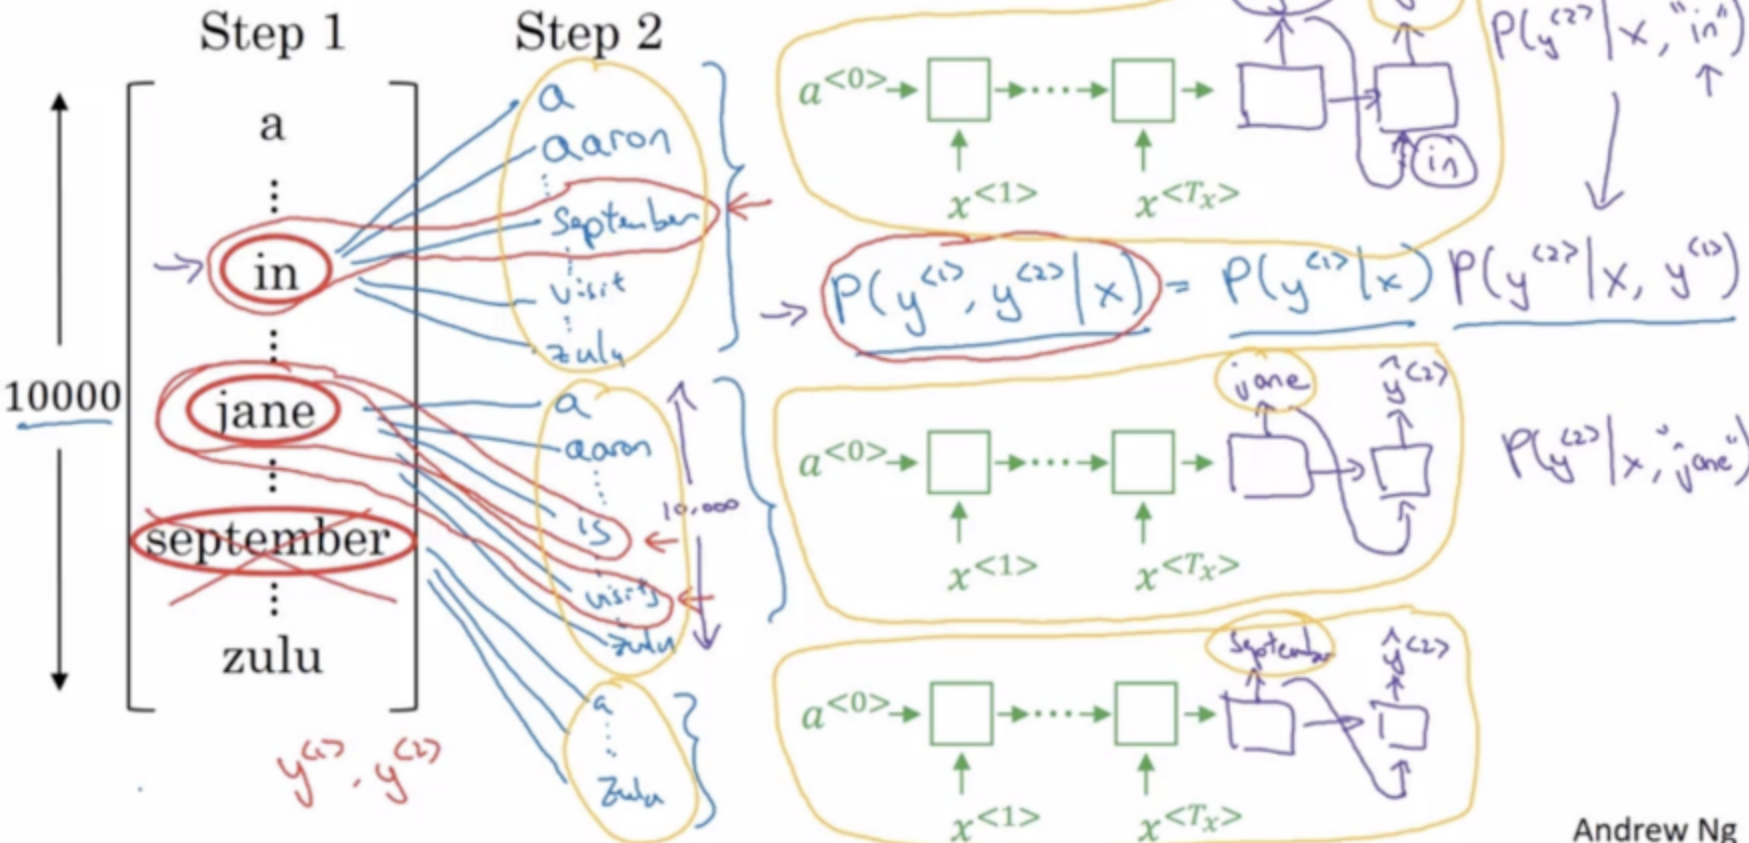 Step 1
Step 2
10000
a
⋮
in
⋮
jane
⋮
september
⋮
zulu
y<1>, y<2>
a
aaron
⋮
September
⋮
visit
⋮
zulu
a
aaron
⋮
is
⋮
visits
⋮
zulu
10,000
a
⋮
zulu
a<0>
x<1>
x<Tx>
in
P(y<2>|x, "in")
P(y<1>, y<2>|x) = P(y<1>|x) P(y<2>|x, y<1>)
jane
ŷ<2>
a<0>
x<1>
x<Tx>
P(y<2>|x, "jane")
September
ŷ<2>
a<0>
x<1>
x<Tx>
Andrew Ng